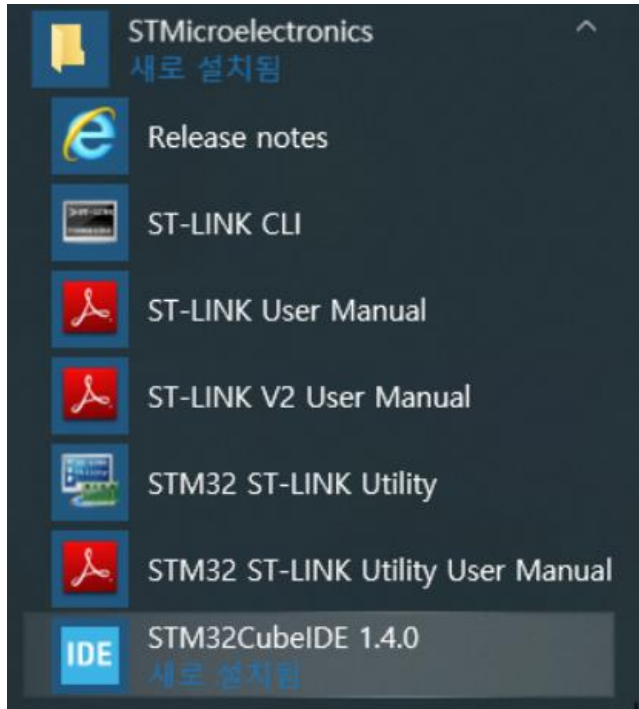 STMicroelectronics
새로 설치됨
Release notes
ST-LINK CLI
ST-LINK User Manual
ST-LINK V2 User Manual
STM32 ST-LINK Utility
STM32 ST-LINK Utility User Manual
IDE
STM32CubeIDE 1.4.0
새로 설치됨